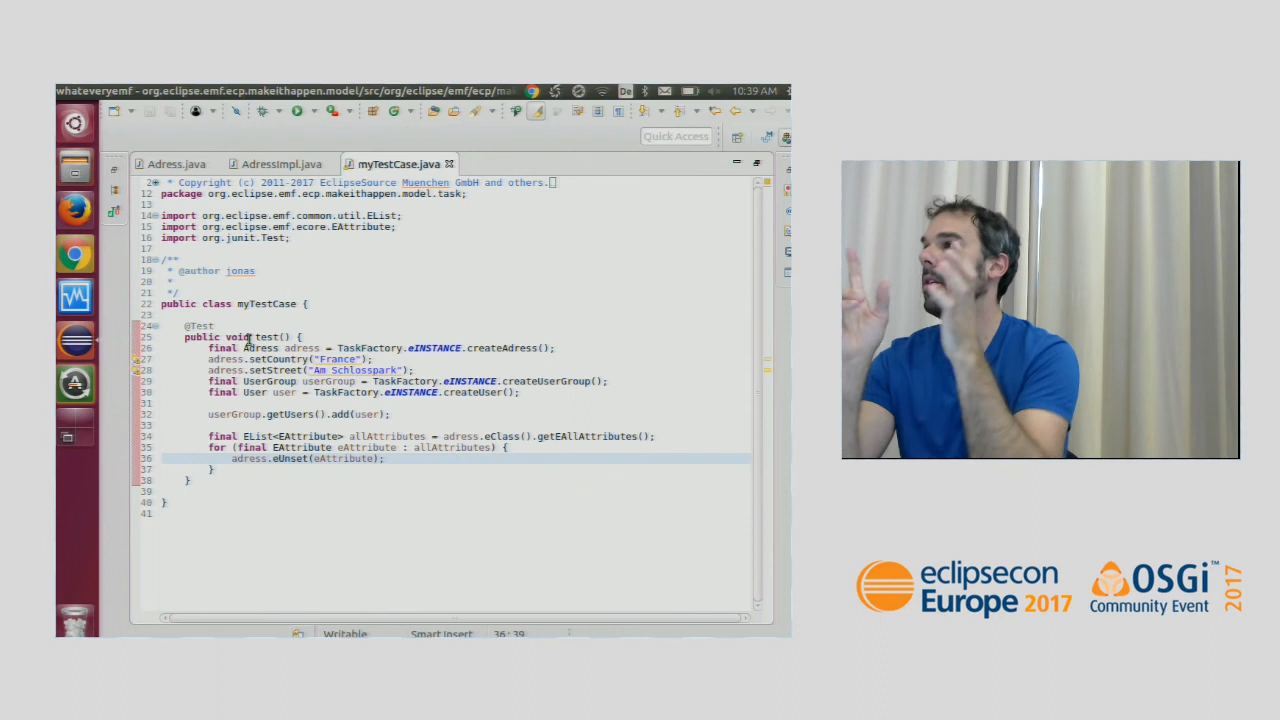 whateveryemf - org.eclipse.emf.ecp.makeithappen.model/src/org/eclipse/emf/ecp/ma
De
10:39 AM
Quick Access
Adress.java
AdressImpl.java
myTestCase.java
2 * Copyright (c) 2011-2017 EclipseSource Muenchen GmbH and others.
12 package org.eclipse.emf.ecp.makeithappen.model.task;
13
14 import org.eclipse.emf.common.util.EList;
15 import org.eclipse.emf.ecore.EAttribute;
16 import org.junit.Test;
17
18 /**
19 * @author jonas
20 *
21 */
22 public class myTestCase {
23
24 @Test
25 public void test() {
26 final Adress adress = TaskFactory.eINSTANCE.createAdress();
27 adress.setCountry("France");
28 adress.setStreet("Am Schlosspark");
29 final UserGroup userGroup = TaskFactory.eINSTANCE.createUserGroup();
30 final User user = TaskFactory.eINSTANCE.createUser();
31
32 userGroup.getUsers().add(user);
33
34 final EList<EAttribute> allAttributes = adress.eClass().getEAllAttributes();
35 for (final EAttribute eAttribute : allAttributes) {
36 adress.eUnset(eAttribute);
37 }
38 }
39
40 }
41
Writable
Smart Insert
36:39
eclipsecon
Europe 2017
OSGi™
Community Event
2017